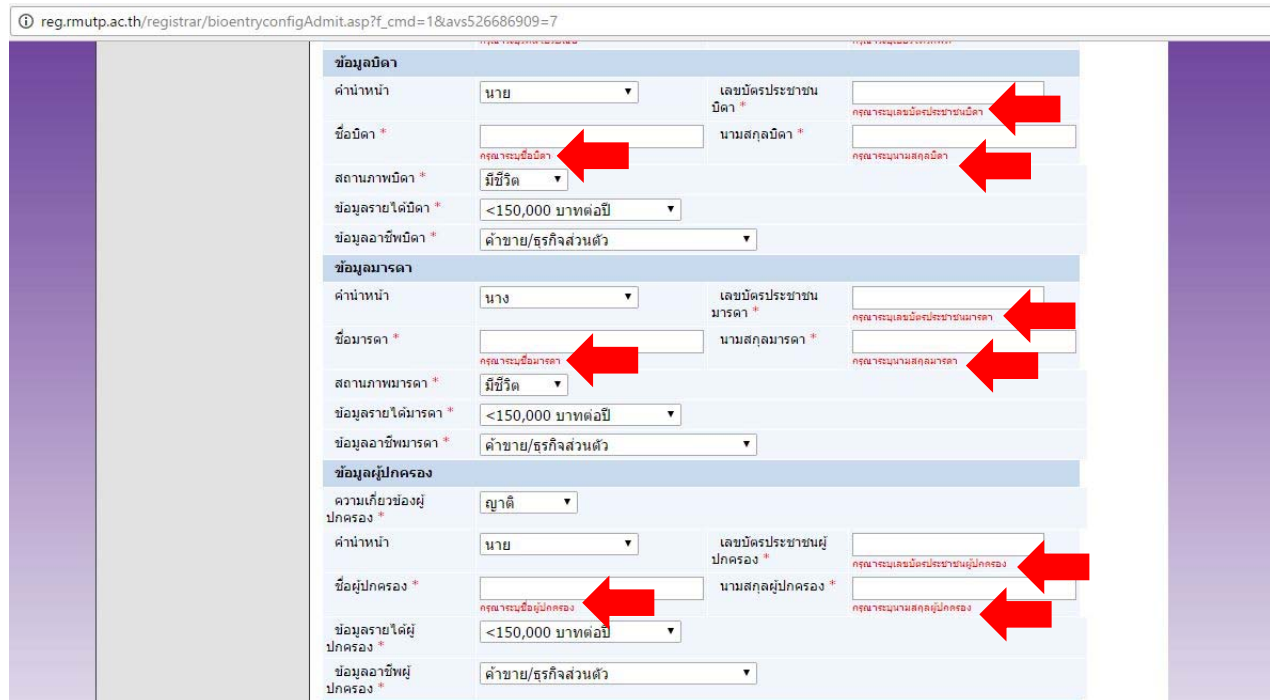 reg.rmutp.ac.th/registrar/bioentryconfigAdmit.asp?f_cmd=1&avs526686909=7
ข้อมูลบิดา
คำนำหน้า นาย เลขบัตรประชาชน
บิดา *
กรุณาระบุเลขบัตรประชาชนบิดา
ชื่อบิดา * นามสกุลบิดา *
กรุณาระบุชื่อบิดา กรุณาระบุนามสกุลบิดา
สถานภาพบิดา * มีชีวิต
ข้อมูลรายได้บิดา * <150,000 บาทต่อปี
ข้อมูลอาชีพบิดา * ค้าขาย/ธุรกิจส่วนตัว
ข้อมูลมารดา
คำนำหน้า นาง เลขบัตรประชาชน
มารดา *
กรุณาระบุเลขบัตรประชาชนมารดา
ชื่อมารดา * นามสกุลมารดา *
กรุณาระบุชื่อมารดา กรุณาระบุนามสกุลมารดา
สถานภาพมารดา * มีชีวิต
ข้อมูลรายได้มารดา * <150,000 บาทต่อปี
ข้อมูลอาชีพมารดา * ค้าขาย/ธุรกิจส่วนตัว
ข้อมูลผู้ปกครอง
ความเกี่ยวข้องผู้
ปกครอง * ญาติ
คำนำหน้า นาย เลขบัตรประชาชนผู้
ปกครอง *
กรุณาระบุเลขบัตรประชาชนผู้ปกครอง
ชื่อผู้ปกครอง * นามสกุลผู้ปกครอง *
กรุณาระบุชื่อผู้ปกครอง กรุณาระบุนามสกุลผู้ปกครอง
ข้อมูลรายได้ผู้
ปกครอง * <150,000 บาทต่อปี
ข้อมูลอาชีพผู้
ปกครอง * ค้าขาย/ธุรกิจส่วนตัว